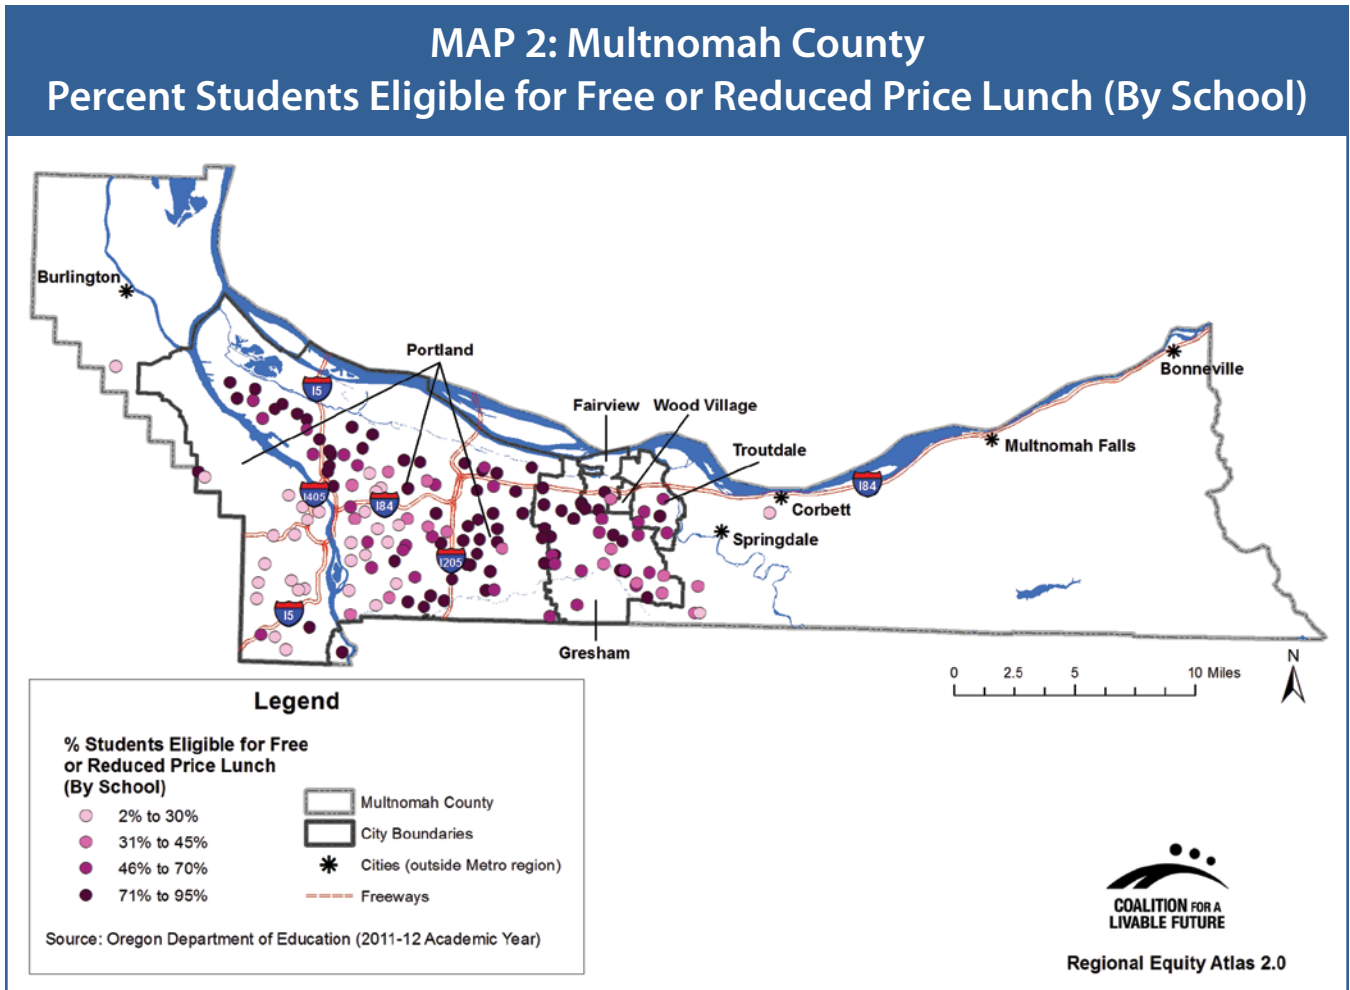 MAP 2: Multnomah County
Percent Students Eligible for Free or Reduced Price Lunch (By School)
Burlington
Portland
I5
Fairview
Wood Village
Troutdale
Bonneville
Multnomah Falls
I405
I84
I84
Corbett
Springdale
I205
I5
Gresham
0 2.5 5 10 Miles
N
Legend
% Students Eligible for Free
or Reduced Price Lunch
(By School)
2% to 30%
31% to 45%
46% to 70%
71% to 95%
Multnomah County
City Boundaries
Cities (outside Metro region)
Freeways
Source: Oregon Department of Education (2011-12 Academic Year)
COALITION FOR A
LIVABLE FUTURE
Regional Equity Atlas 2.0